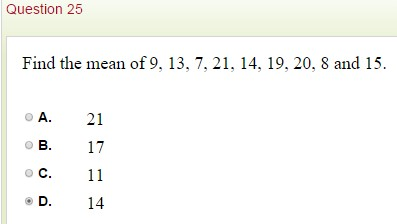 Question 25
Find the mean of 9, 13, 7, 21, 14, 19, 20, 8 and 15.
A. 21
B. 17
C. 11
D. 14